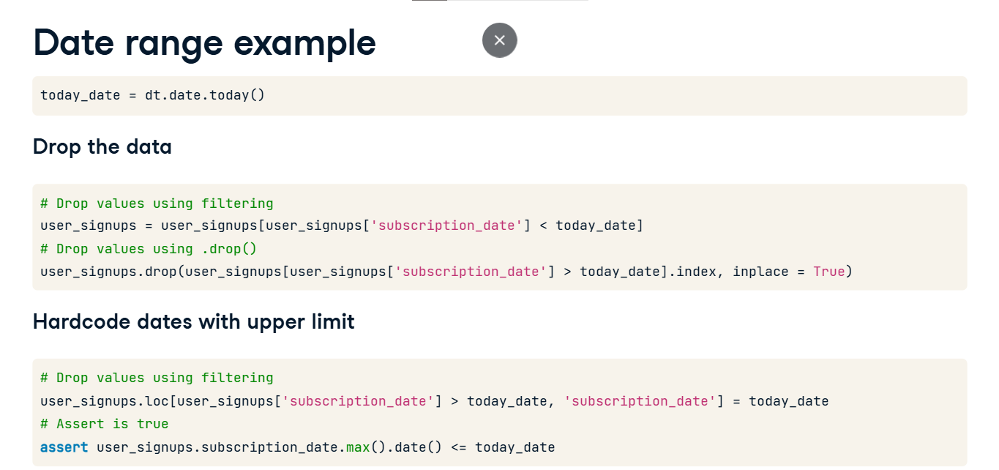 Date range example
today_date = dt.date.today()
Drop the data
# Drop values using filtering
user_signups = user_signups[user_signups['subscription_date'] < today_date]
# Drop values using .drop()
user_signups.drop(user_signups[user_signups['subscription_date'] > today_date].index, inplace = True)
Hardcode dates with upper limit
# Drop values using filtering
user_signups.loc[user_signups['subscription_date'] > today_date, 'subscription_date'] = today_date
# Assert is true
assert user_signups.subscription_date.max().date() <= today_date